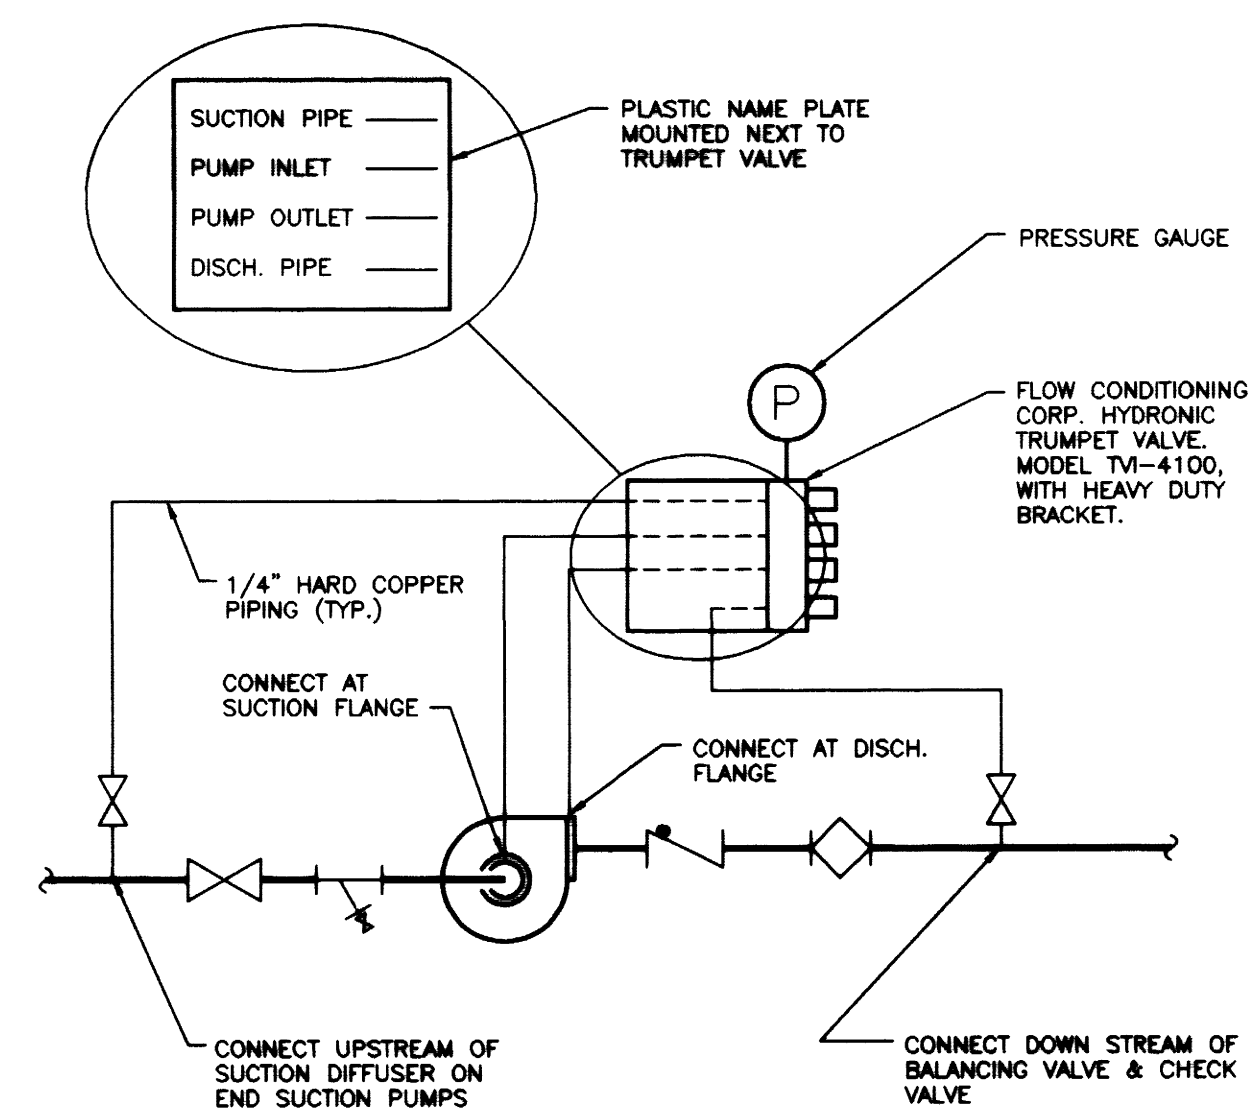 SUCTION PIPE
PUMP INLET
PUMP OUTLET
DISCH. PIPE
PLASTIC NAME PLATE
MOUNTED NEXT TO
TRUMPET VALVE
PRESSURE GAUGE
P
FLOW CONDITIONING
CORP. HYDRONIC
TRUMPET VALVE.
MODEL TVI-4100,
WITH HEAVY DUTY
BRACKET.
1/4" HARD COPPER
PIPING (TYP.)
CONNECT AT
SUCTION FLANGE
CONNECT AT DISCH.
FLANGE
CONNECT UPSTREAM OF
SUCTION DIFFUSER ON
END SUCTION PUMPS
CONNECT DOWN STREAM OF
BALANCING VALVE & CHECK
VALVE